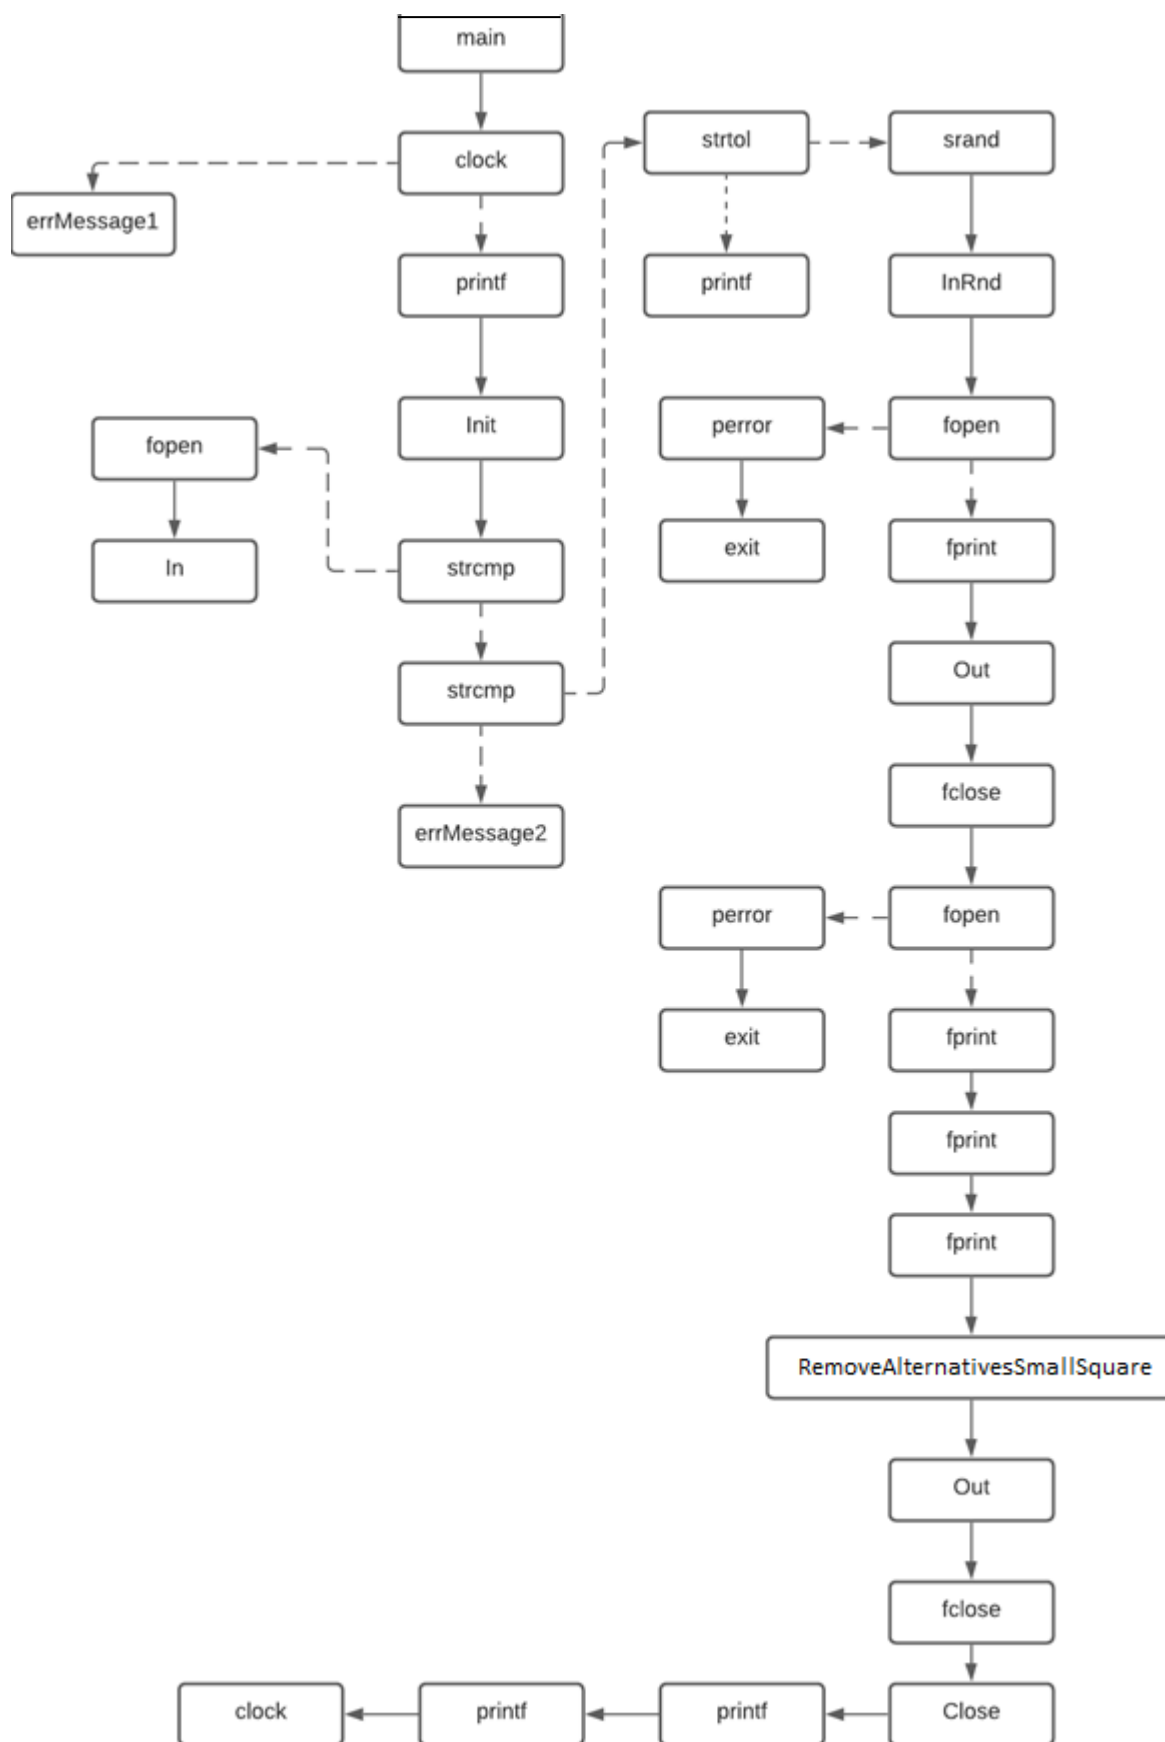 main
clock
errMessage1
printf
Init
strcmp
fopen
In
strcmp
errMessage2
strtol
printf
srand
InRnd
fopen
perror
exit
fprint
Out
fclose
fopen
perror
exit
fprint
fprint
fprint
RemoveAlternativesSmallSquare
Out
fclose
Close
printf
printf
clock